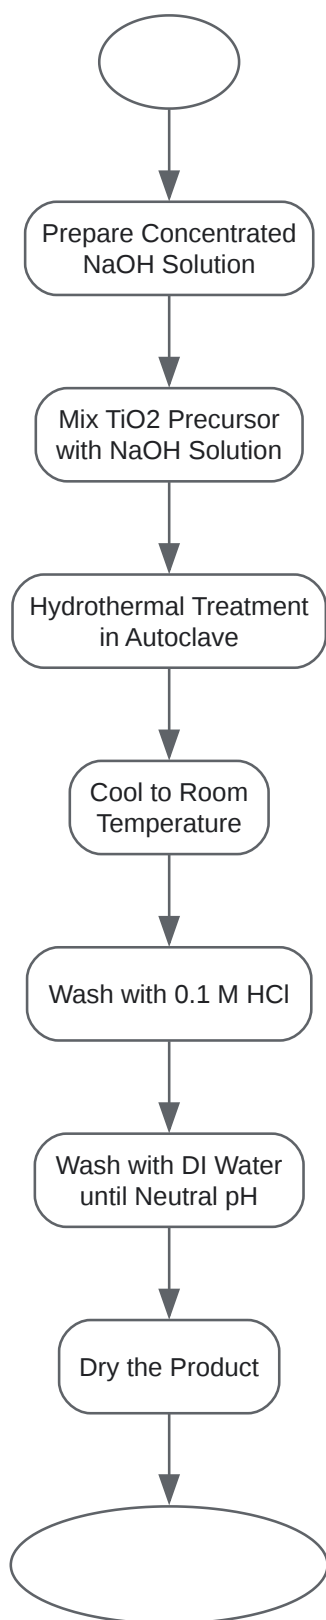 Prepare Concentrated
NaOH Solution
Mix TiO2 Precursor
with NaOH Solution
Hydrothermal Treatment
in Autoclave
Cool to Room
Temperature
Wash with 0.1 M HCl
Wash with DI Water
until Neutral pH
Dry the Product